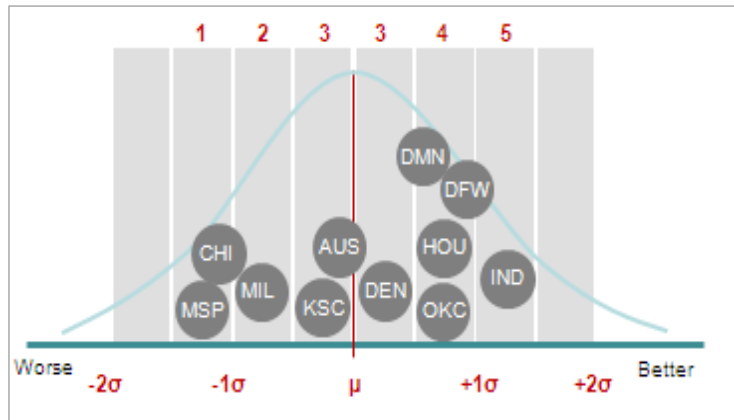 1 2 3 3 4 5
DMN
DFW
CHI AUS HOU
MIL DEN IND
MSP KSC OKC
Worse Better
-2σ -1σ μ +1σ +2σ